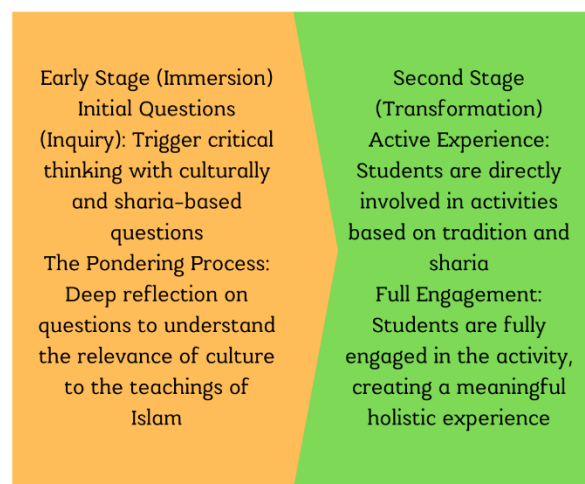 Early Stage (Immersion)
Initial Questions
(Inquiry): Trigger critical
thinking with culturally
and sharia-based
questions
The Pondering Process:
Deep reflection on
questions to understand
the relevance of culture
to the teachings of
Islam
Second Stage
(Transformation)
Active Experience:
Students are directly
involved in activities
based on tradition and
sharia
Full Engagement:
Students are fully
engaged in the activity,
creating a meaningful
holistic experience